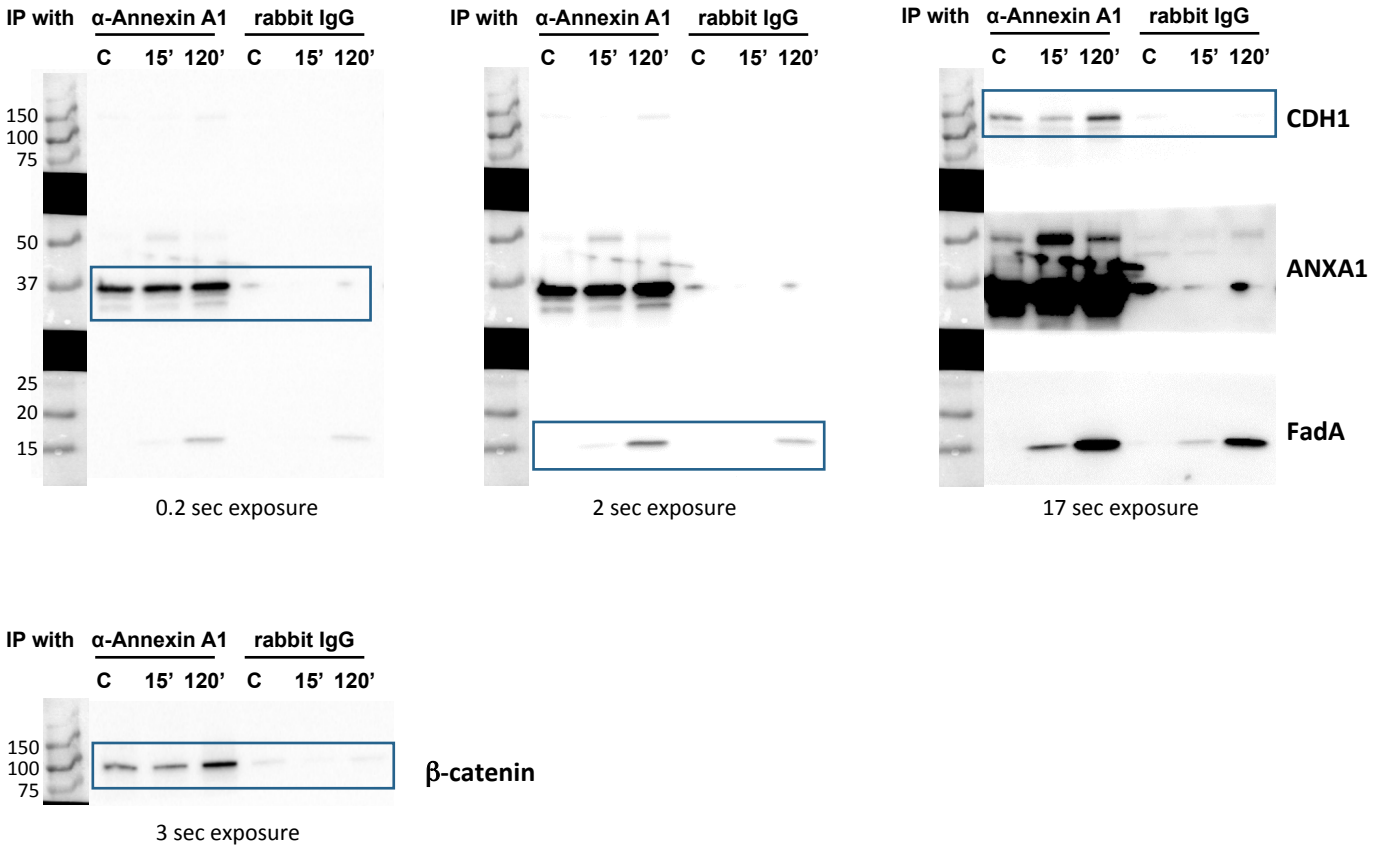 IP with α-Annexin A1 rabbit IgG
C 15’ 120’ C 15’ 120’
150
100
75
50
37
25
20
15
0.2 sec exposure
IP with α-Annexin A1 rabbit IgG
C 15’ 120’ C 15’ 120’
2 sec exposure
IP with α-Annexin A1 rabbit IgG
C 15’ 120’ C 15’ 120’
CDH1
ANXA1
FadA
17 sec exposure
IP with α-Annexin A1 rabbit IgG
C 15’ 120’ C 15’ 120’
150
100
75
β-catenin
3 sec exposure